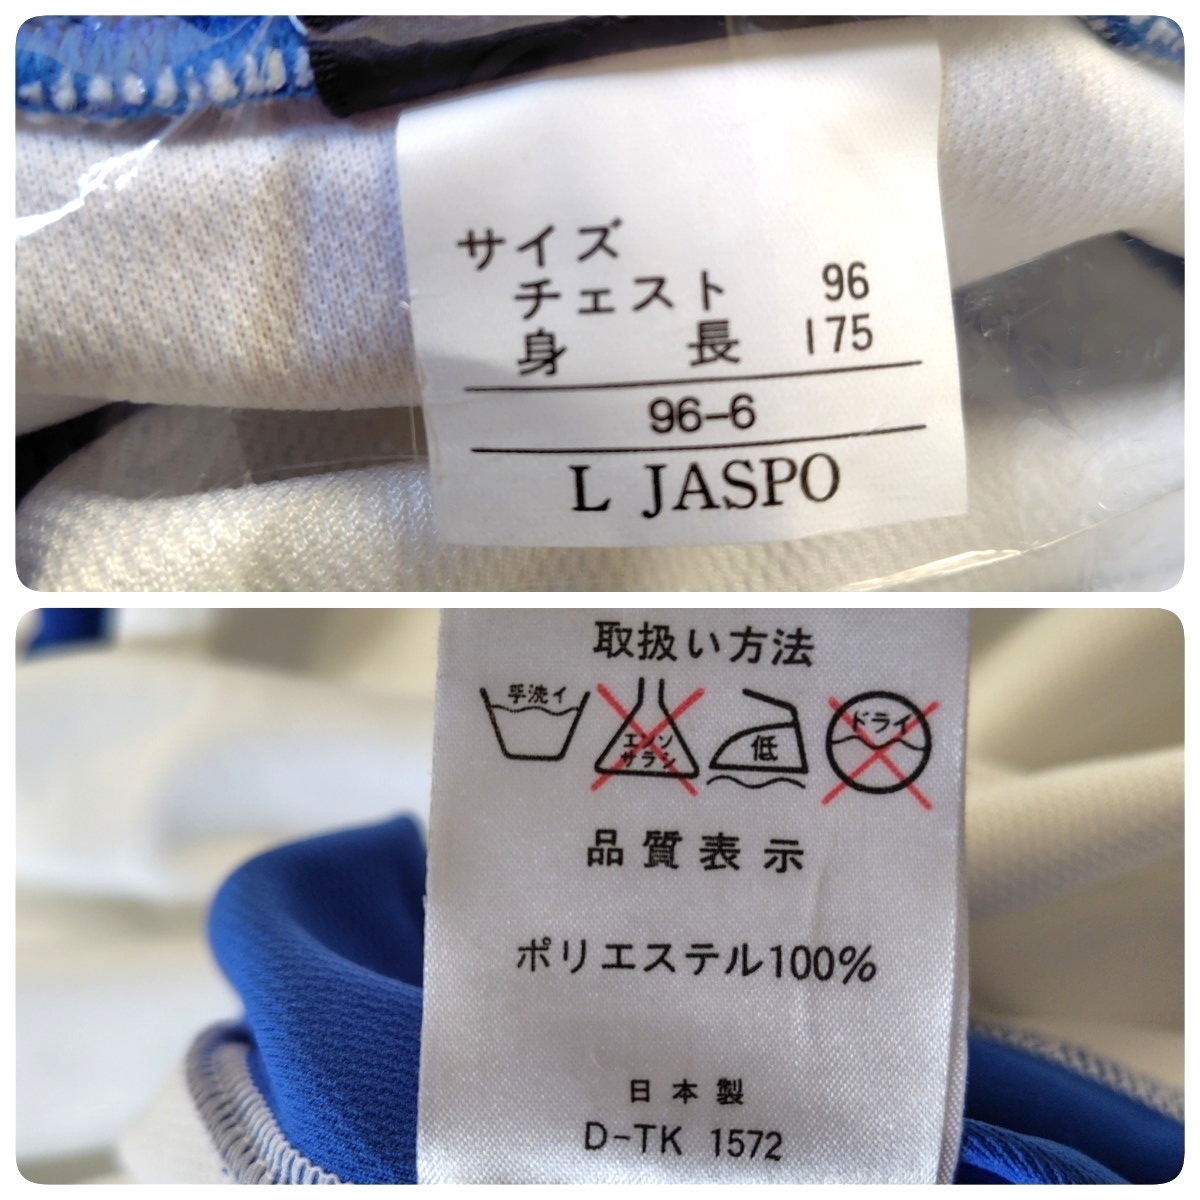 サイズ
チェスト 96
身長 175
96-6
L JASPO
取扱い方法
手洗イ
エンソ
サラシ
低
ドライ
品質表示
ポリエステル100%
日本製
D-TK 1572